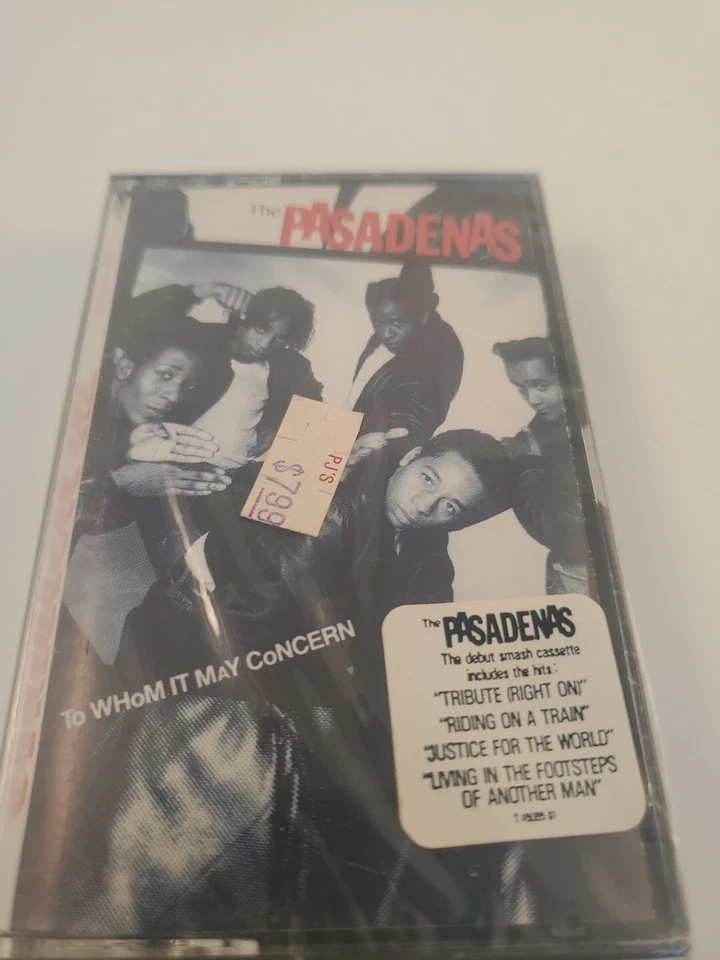 The PASADENAS
PJ'S
$7.99
To WHoM IT MAY CoNCERN
The PASADENAS
The debut smash cassette
includes the hits:
"TRIBUTE (RIGHT ON)"
"RIDING ON A TRAIN"
"JUSTICE FOR THE WORLD"
"LIVING IN THE FOOTSTEPS
OF ANOTHER MAN"